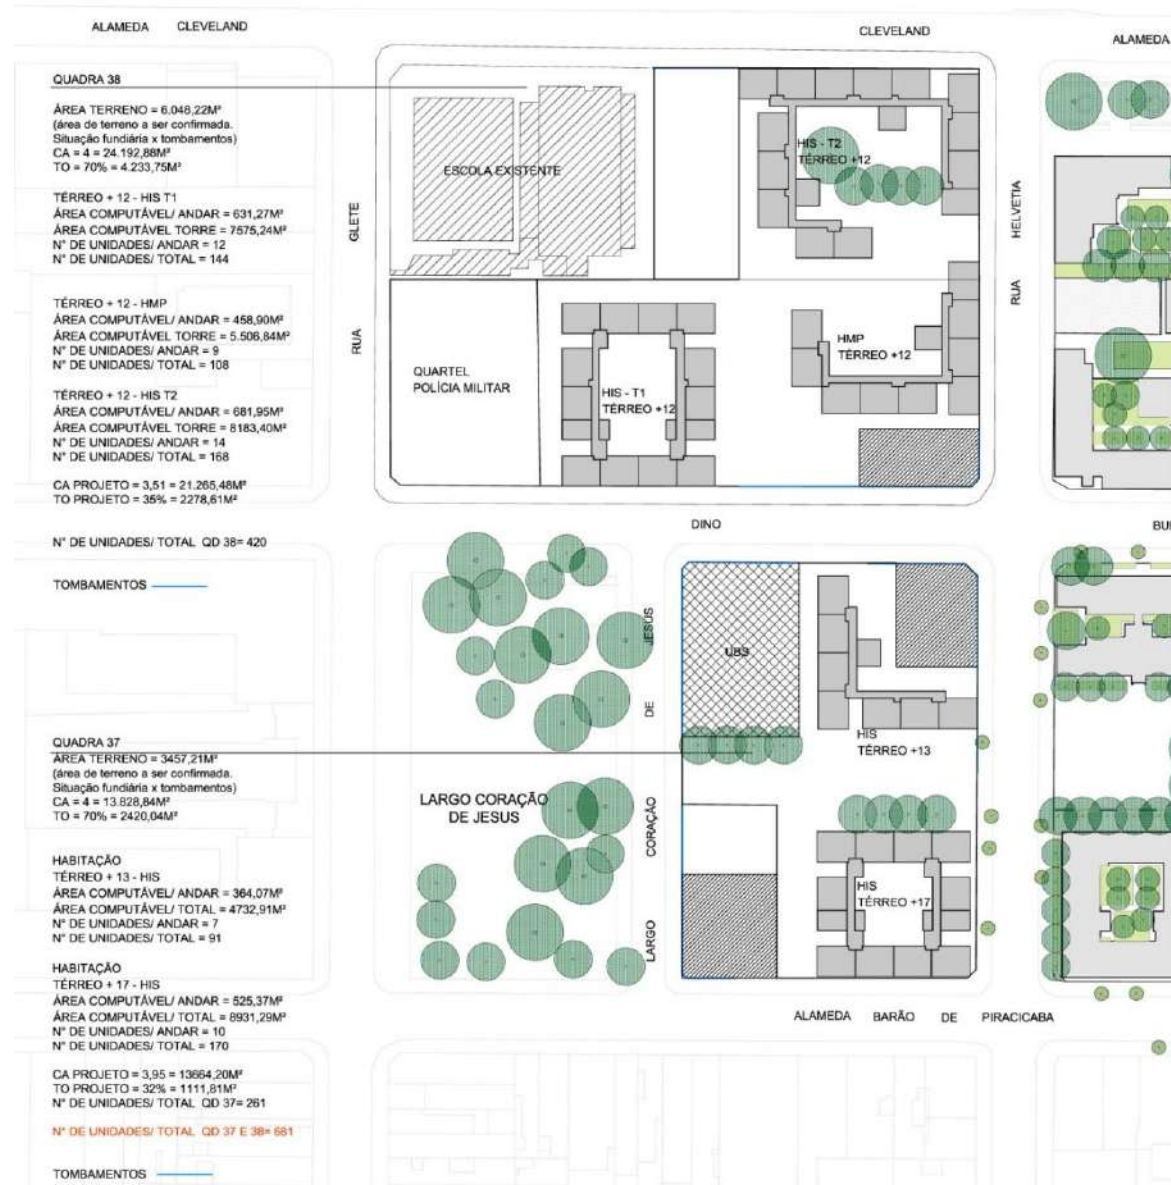 ALAMEDA CLEVELAND
CLEVELAND
ALAMEDA
QUADRA 38
ÁREA TERRENO = 6.048,22M²
(área de terreno a ser confirmada.
Situação fundiária x tombamentos)
CA = 4 = 24.192,88M²
TO = 70% = 4.233,75M²
TÉRREO + 12 - HIS T1
ÁREA COMPUTÁVEL/ ANDAR = 631,27M²
ÁREA COMPUTÁVEL TORRE = 7575,24M²
N° DE UNIDADES/ ANDAR = 12
N° DE UNIDADES/ TOTAL = 144
TÉRREO + 12 - HMP
ÁREA COMPUTÁVEL/ ANDAR = 458,90M²
ÁREA COMPUTÁVEL TORRE = 5.506,84M²
N° DE UNIDADES/ ANDAR = 9
N° DE UNIDADES/ TOTAL = 108
TÉRREO + 12 - HIS T2
ÁREA COMPUTÁVEL/ ANDAR = 681,95M²
ÁREA COMPUTÁVEL TORRE = 8183,40M²
N° DE UNIDADES/ ANDAR = 14
N° DE UNIDADES/ TOTAL = 168
CA PROJETO = 3,51 = 21.265,48M²
TO PROJETO = 35% = 2278,61M²
N° DE UNIDADES/ TOTAL QD 38= 420
TOMBAMENTOS
ESCOLA EXISTENTE
HIS - T2
TÉRREO +12
RUA GLETE
RUA HELVETIA
QUARTEL
POLÍCIA MILITAR
HIS - T1
TÉRREO +12
HMP
TÉRREO +12
DINO
BU
QUADRA 37
ÁREA TERRENO = 3457,21M²
(área de terreno a ser confirmada.
Situação fundiária x tombamentos)
CA = 4 = 13.828,84M²
TO = 70% = 2420,04M²
HABITAÇÃO
TÉRREO + 13 - HIS
ÁREA COMPUTÁVEL/ ANDAR = 364,07M²
ÁREA COMPUTÁVEL/ TOTAL = 4732,91M²
N° DE UNIDADES/ ANDAR = 7
N° DE UNIDADES/ TOTAL = 91
HABITAÇÃO
TÉRREO + 17 - HIS
ÁREA COMPUTÁVEL/ ANDAR = 525,37M²
ÁREA COMPUTÁVEL/ TOTAL = 8931,29M²
N° DE UNIDADES/ ANDAR = 10
N° DE UNIDADES/ TOTAL = 170
CA PROJETO = 3,95 = 13664,20M²
TO PROJETO = 32% = 1111,81M²
N° DE UNIDADES/ TOTAL QD 37= 261
N° DE UNIDADES/ TOTAL QD 37 E 38= 681
TOMBAMENTOS
LARGO CORAÇÃO
DE JESUS
LARGO CORAÇÃO DE JESUS
UBS
HIS
TÉRREO +13
HIS
TÉRREO +17
ALAMEDA BARÃO DE PIRACICABA